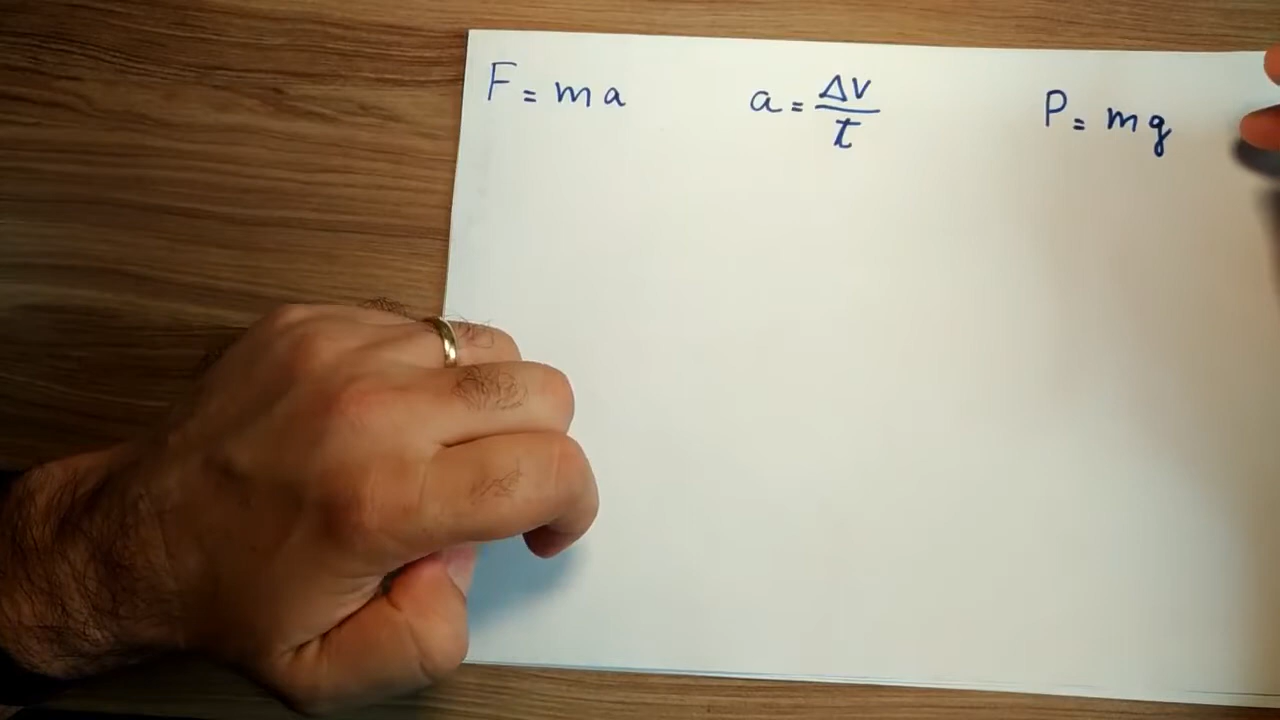 F = ma
a = ΔV/t
P = mg